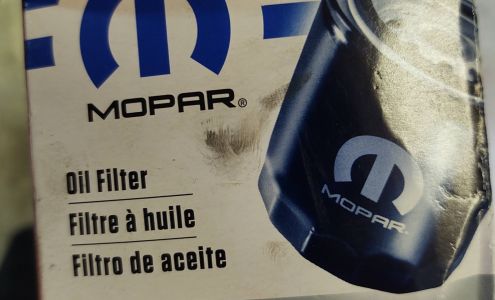 MOPAR®
Oil Filter
Filtre à huile
Filtro de aceite
MOPAR.